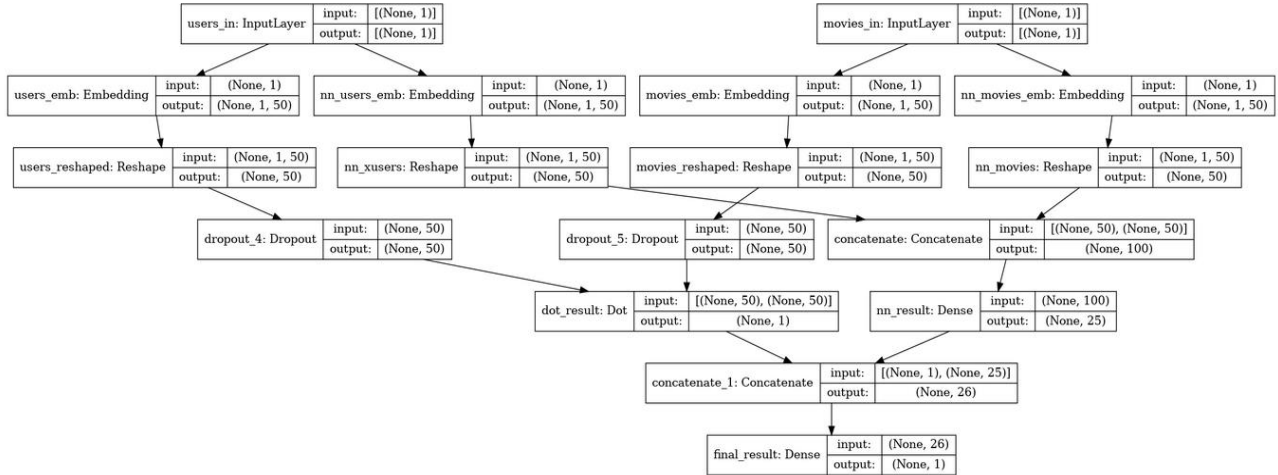 users_in: InputLayer input: [(None, 1)]
output: [(None, 1)]
movies_in: InputLayer input: [(None, 1)]
output: [(None, 1)]
users_emb: Embedding input: (None, 1)
output: (None, 1, 50)
nn_users_emb: Embedding input: (None, 1)
output: (None, 1, 50)
movies_emb: Embedding input: (None, 1)
output: (None, 1, 50)
nn_movies_emb: Embedding input: (None, 1)
output: (None, 1, 50)
users_reshaped: Reshape input: (None, 1, 50)
output: (None, 50)
nn_xusers: Reshape input: (None, 1, 50)
output: (None, 50)
movies_reshaped: Reshape input: (None, 1, 50)
output: (None, 50)
nn_movies: Reshape input: (None, 1, 50)
output: (None, 50)
dropout_4: Dropout input: (None, 50)
output: (None, 50)
dropout_5: Dropout input: (None, 50)
output: (None, 50)
concatenate: Concatenate input: [(None, 50), (None, 50)]
output: (None, 100)
dot_result: Dot input: [(None, 50), (None, 50)]
output: (None, 1)
nn_result: Dense input: (None, 100)
output: (None, 25)
concatenate_1: Concatenate input: [(None, 1), (None, 25)]
output: (None, 26)
final_result: Dense input: (None, 26)
output: (None, 1)